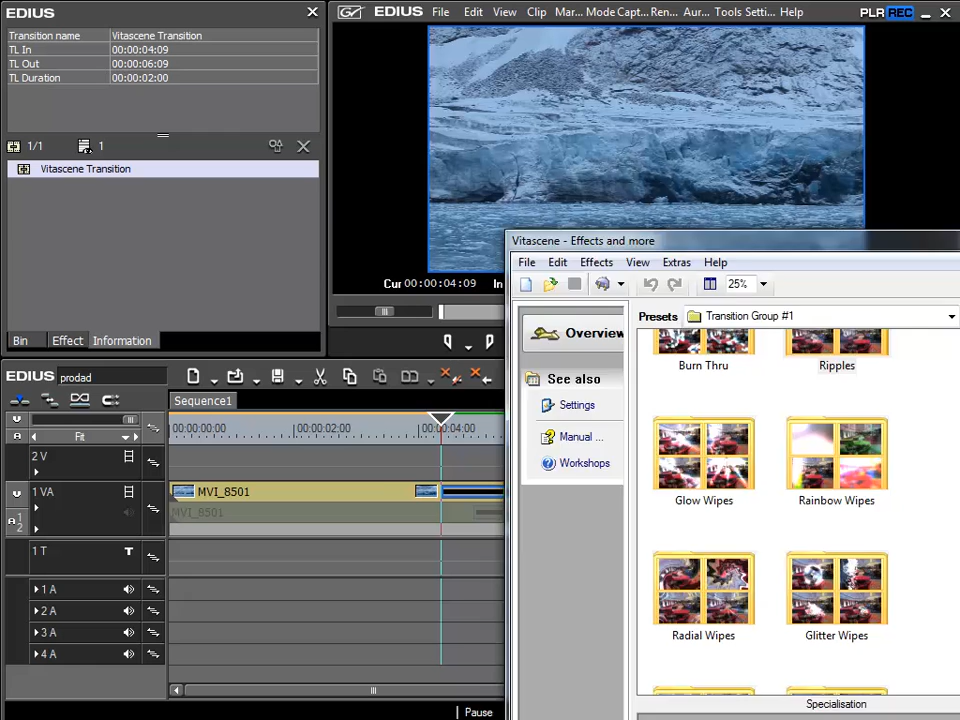 EDIUS
Transition name Vitascene Transition
TL In 00:00:04:09
TL Out 00:00:06:09
TL Duration 00:00:02:00
1/1 1
Vitascene Transition
Bin Effect Information
EDIUS File Edit View Clip Mar... Mode Capt... Ren... Aur... Tools Setti... Help PLR REC
Cur 00:00:04:09 In
Vitascene - Effects and more
File Edit Effects View Extras Help
25%
Overview
See also
Settings
Manual ...
Workshops
Presets Transition Group #1
Burn Thru Ripples
Glow Wipes Rainbow Wipes
Radial Wipes Glitter Wipes
Specialisation
EDIUS prodad
Sequence1
Fit
00:00:00:00 00:00:02:00 00:00:04:00
2 V
1 VA MVI_8501
MVI_8501
A 1 2
1 T T
1 A
2 A
3 A
4 A
Pause